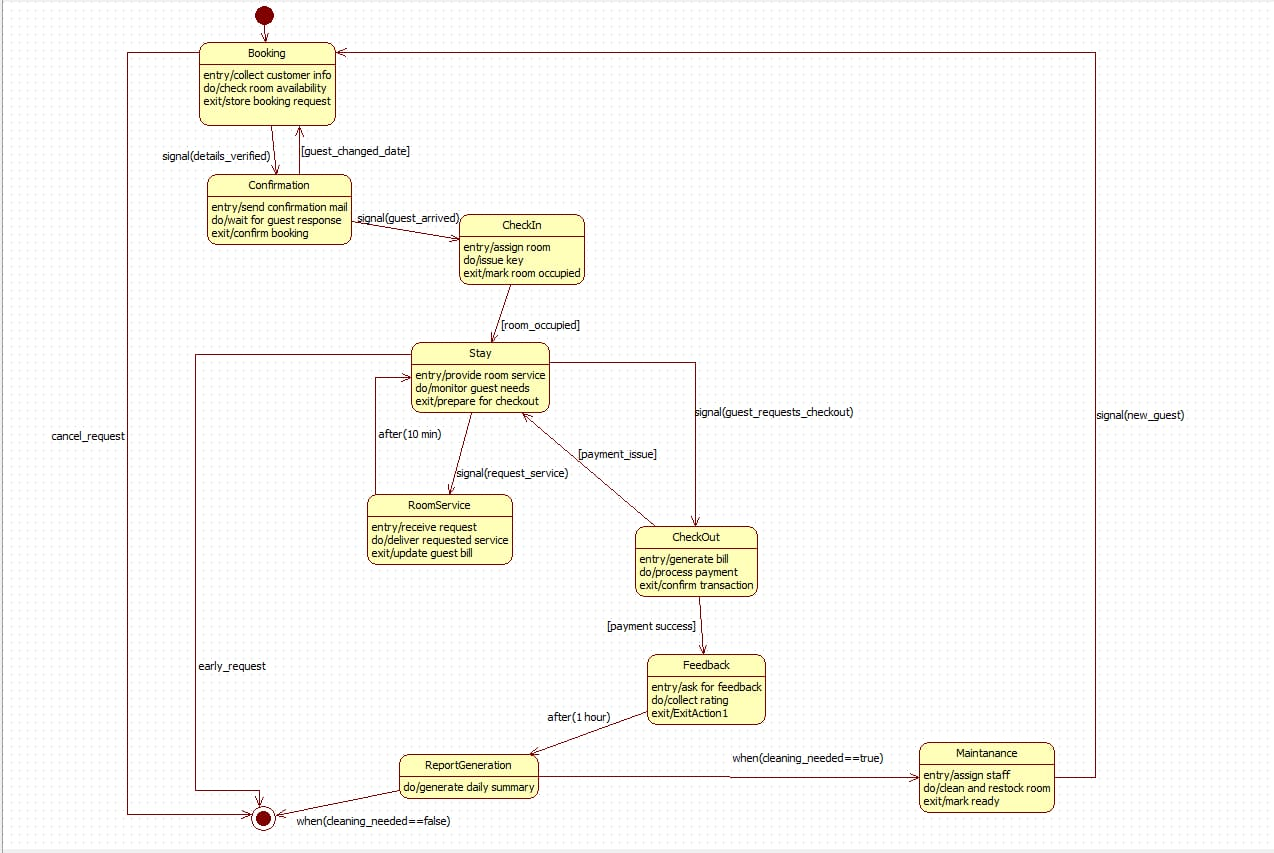 Booking
entry/collect customer info
do/check room availability
exit/store booking request
signal(details_verified)
[guest_changed_date]
Confirmation
entry/send confirmation mail
do/wait for guest response
exit/confirm booking
signal(guest_arrived)
CheckIn
entry/assign room
do/issue key
exit/mark room occupied
[room_occupied]
Stay
entry/provide room service
do/monitor guest needs
exit/prepare for checkout
signal(guest_requests_checkout)
signal(new_guest)
cancel_request
after(10 min)
[payment_issue]
signal(request_service)
RoomService
entry/receive request
do/deliver requested service
exit/update guest bill
CheckOut
entry/generate bill
do/process payment
exit/confirm transaction
[payment success]
early_request
Feedback
entry/ask for feedback
do/collect rating
exit/ExitAction1
after(1 hour)
ReportGeneration
do/generate daily summary
when(cleaning_needed==true)
Maintanance
entry/assign staff
do/clean and restock room
exit/mark ready
when(cleaning_needed==false)